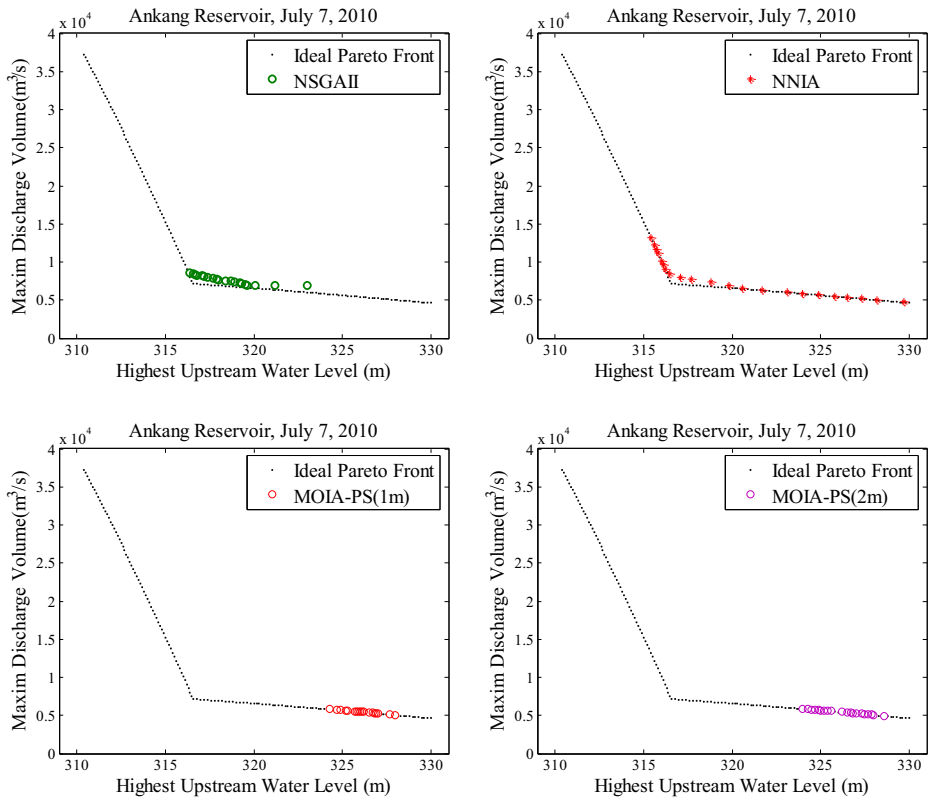 Ankang Reservoir, July 7, 2010
x 10^4
4
3.5
3
2.5
2
1.5
1
0.5
0
310 315 320 325 330
Maxim Discharge Volume(m^3/s)
Highest Upstream Water Level (m)
Ideal Pareto Front
NSGAII
Ankang Reservoir, July 7, 2010
x 10^4
4
3.5
3
2.5
2
1.5
1
0.5
0
310 315 320 325 330
Maxim Discharge Volume(m^3/s)
Highest Upstream Water Level (m)
Ideal Pareto Front
NNIA
Ankang Reservoir, July 7, 2010
x 10^4
4
3.5
3
2.5
2
1.5
1
0.5
0
310 315 320 325 330
Maxim Discharge Volume(m^3/s)
Highest Upstream Water Level (m)
Ideal Pareto Front
MOIA-PS(1m)
Ankang Reservoir, July 7, 2010
x 10^4
4
3.5
3
2.5
2
1.5
1
0.5
0
310 315 320 325 330
Maxim Discharge Volume(m^3/s)
Highest Upstream Water Level (m)
Ideal Pareto Front
MOIA-PS(2m)